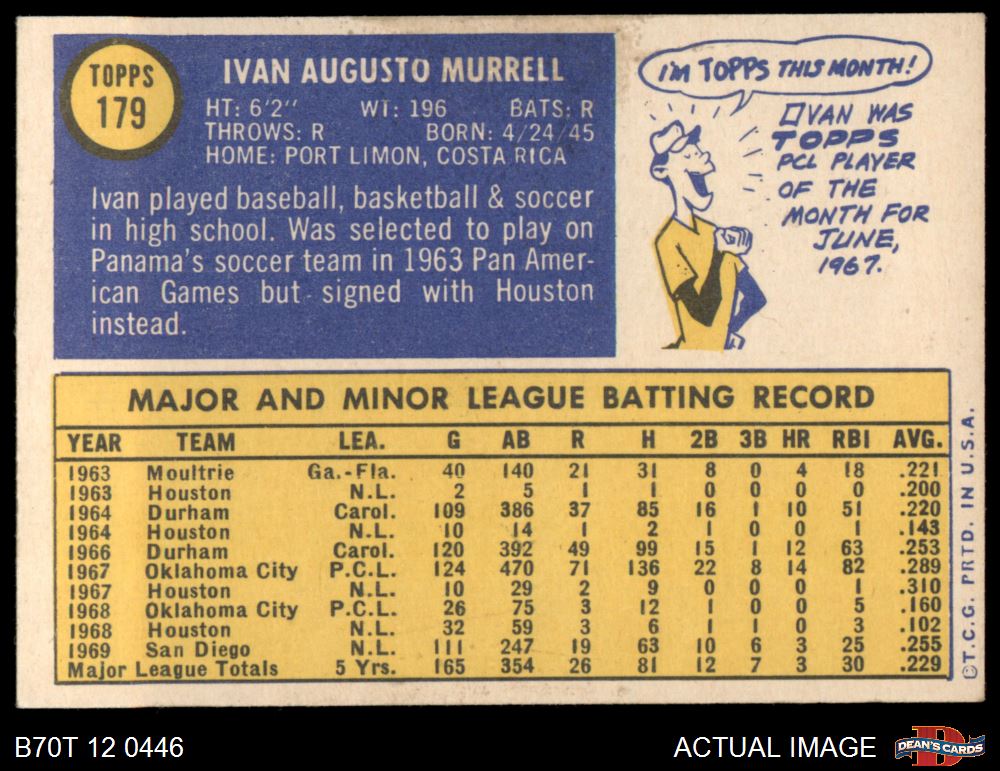 TOPPS
179
IVAN AUGUSTO MURRELL
HT: 6'2" WT: 196 BATS: R
THROWS: R BORN: 4/24/45
HOME: PORT LIMON, COSTA RICA
Ivan played baseball, basketball & soccer
in high school. Was selected to play on
Panama's soccer team in 1963 Pan Amer-
ican Games but signed with Houston
instead.
I'M TOPPS THIS MONTH!
IVAN WAS
TOPPS
PCL PLAYER
OF THE
MONTH FOR
JUNE,
1967.
MAJOR AND MINOR LEAGUE BATTING RECORD
YEAR TEAM LEA. G AB R H 2B 3B HR RBI AVG.
1963 Moultrie Ga.-Fla. 40 140 21 31 8 0 4 18 .221
1963 Houston N.L. 2 5 1 1 0 0 0 0 .200
1964 Durham Carol. 109 386 37 85 16 1 10 51 .220
1964 Houston N.L. 10 14 1 2 1 0 0 1 .143
1966 Durham Carol. 120 392 49 99 15 1 12 63 .253
1967 Oklahoma City P.C.L. 124 470 71 136 22 8 14 82 .289
1967 Houston N.L. 10 29 2 9 0 0 0 1 .310
1968 Oklahoma City P.C.L. 26 75 3 12 1 0 0 5 .160
1968 Houston N.L. 32 59 3 6 1 1 0 3 .102
1969 San Diego N.L. 111 247 19 63 10 6 3 25 .255
Major League Totals 5 Yrs. 165 354 26 81 12 7 3 30 .229
©T.C.G. PRTD. IN U.S.A.
B70T 12 0446 ACTUAL IMAGE
DEAN'S CARDS